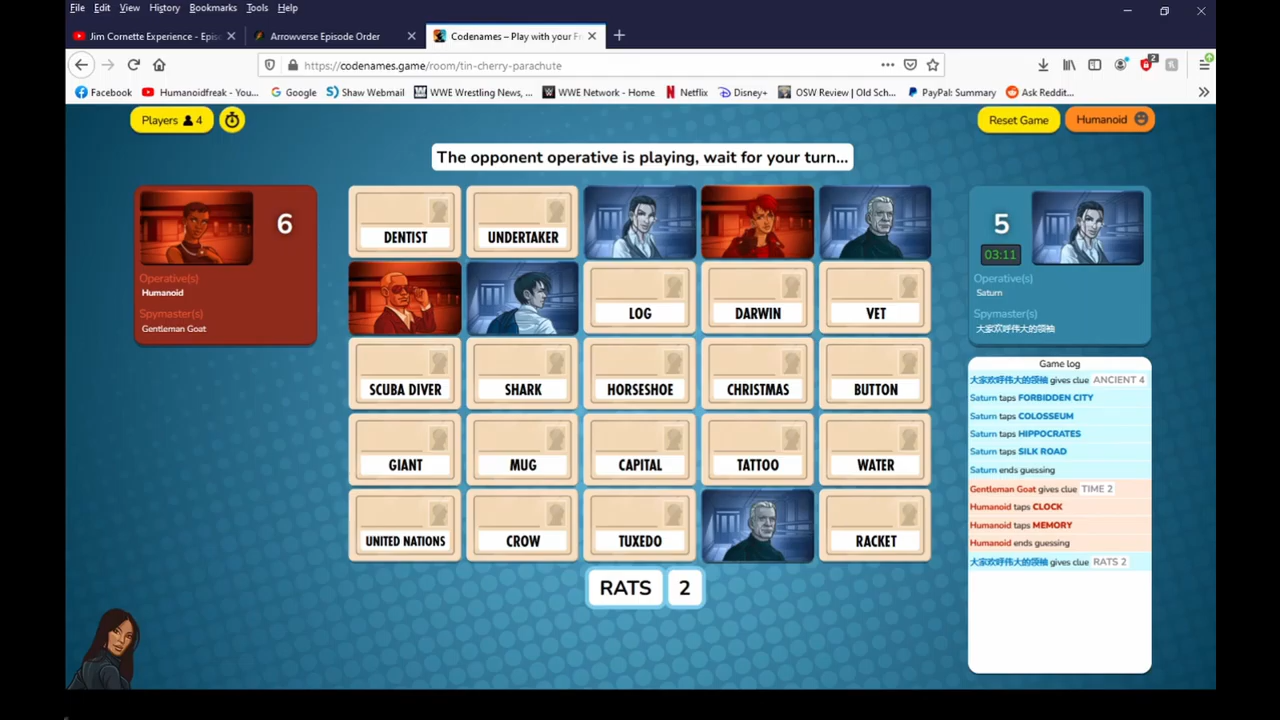 File Edit View History Bookmarks Tools Help
Jim Cornette Experience - Epis
Arrowverse Episode Order
Codenames – Play with your Fri
https://codenames.game/room/tin-cherry-parachute
2
Facebook
Humanoidfreak - You...
Google
Shaw Webmail
WWE Wrestling News, ...
WWE Network - Home
Netflix
Disney+
OSW Review | Old Sch...
PayPal: Summary
Ask Reddit...
Players 4
Reset Game
Humanoid
The opponent operative is playing, wait for your turn...
6
Operative(s)
Humanoid
Spymaster(s)
Gentleman Goat
DENTIST
UNDERTAKER
LOG
DARWIN
VET
SCUBA DIVER
SHARK
HORSESHOE
CHRISTMAS
BUTTON
GIANT
MUG
CAPITAL
TATTOO
WATER
UNITED NATIONS
CROW
TUXEDO
RACKET
RATS 2
5
03:11
Operative(s)
Saturn
Spymaster(s)
大家欢呼伟大的领袖
Game log
大家欢呼伟大的领袖 gives clue ANCIENT 4
Saturn taps FORBIDDEN CITY
Saturn taps COLOSSEUM
Saturn taps HIPPOCRATES
Saturn taps SILK ROAD
Saturn ends guessing
Gentleman Goat gives clue TIME 2
Humanoid taps CLOCK
Humanoid taps MEMORY
Humanoid ends guessing
大家欢呼伟大的领袖 gives clue RATS 2